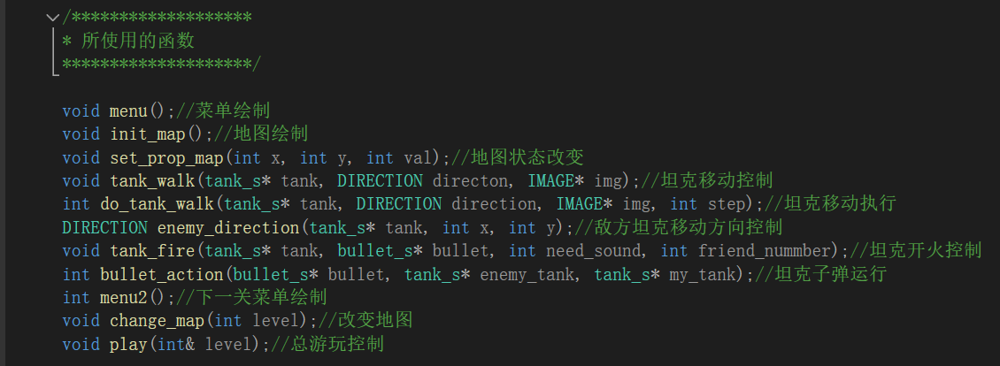 /*******************
* 所使用的函数
********************/
void menu();//菜单绘制
void init_map();//地图绘制
void set_prop_map(int x, int y, int val);//地图状态改变
void tank_walk(tank_s* tank, DIRECTION directon, IMAGE* img);//坦克移动控制
int do_tank_walk(tank_s* tank, DIRECTION direction, IMAGE* img, int step);//坦克移动执行
DIRECTION enemy_direction(tank_s* tank, int x, int y);//敌方坦克移动方向控制
void tank_fire(tank_s* tank, bullet_s* bullet, int need_sound, int friend_nummber);//坦克开火控制
int bullet_action(bullet_s* bullet, tank_s* enemy_tank, tank_s* my_tank);//坦克子弹运行
int menu2();//下一关菜单绘制
void change_map(int level);//改变地图
void play(int& level);//总游玩控制